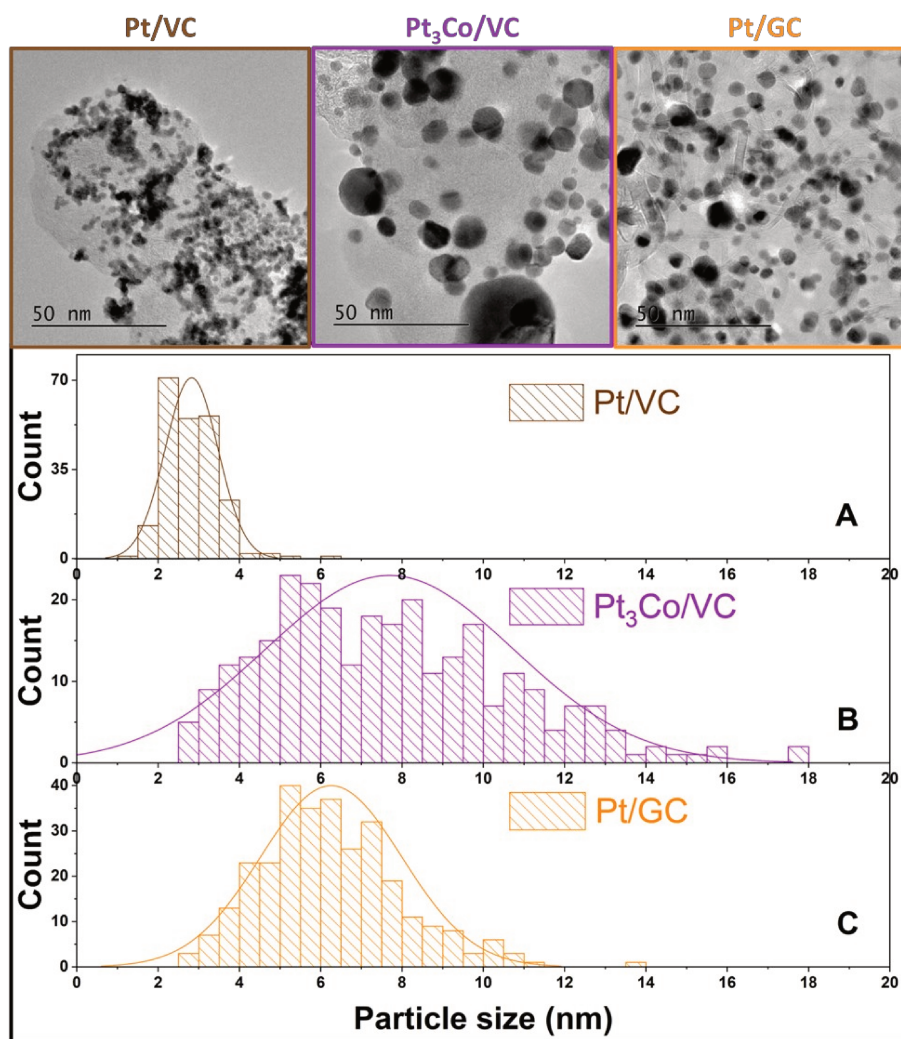 Pt/VC Pt₃Co/VC Pt/GC
50 nm 50 nm 50 nm
70
35
0
Count
Pt/VC
A
0 2 4 6 8 10 12 14 16 18 20
20
10
0
Count
Pt₃Co/VC
B
0 2 4 6 8 10 12 14 16 18 20
40
30
20
10
0
Count
Pt/GC
C
0 2 4 6 8 10 12 14 16 18 20
Particle size (nm)